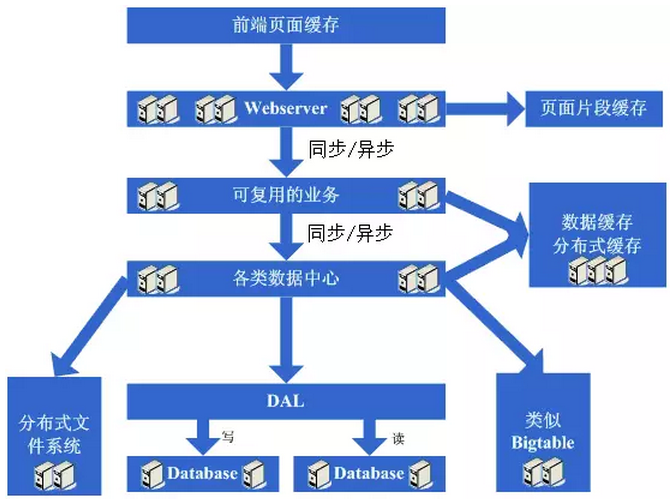 前端页面缓存
Webserver
页面片段缓存
同步/异步
可复用的业务
数据缓存
分布式缓存
同步/异步
各类数据中心
分布式文
件系统
DAL
类似
Bigtable
写
读
Database
Database